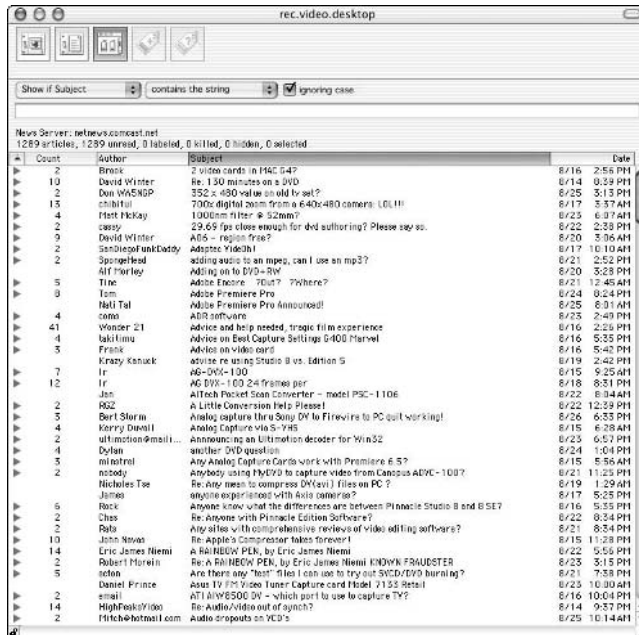 rec.video.desktop
Show if Subject contains the string ignoring case
News Server: netnews.comcast.net
1289 articles, 1289 unread, 0 labeled, 0 killed, 0 hidden, 0 selected
Count Author Subject Date
2 Brook 2 video cards in MAC G4? 8/16 2:56 PM
10 David Winter Re: 130 minutes on a DVD 8/14 8:39 PM
2 Don WA5NGP 352 x 480 value on old tv set? 8/25 3:13 PM
13 chibitul 700x digital zoom from a 640x480 camera: LOL!!! 8/17 3:37 AM
4 Matt McKay 1000nm filter @ 52mm? 8/23 6:07 AM
2 cassy 29.69 fps close enough for dvd authoring? Please say so. 8/22 2:38 PM
9 David Winter A06 - region free? 8/20 3:06 AM
2 SanDiegoFunkDaddy Adaptec VideOh! 8/17 10:10 AM
2 SpongeHead adding audio to an mpeg, can I use an mp3? 8/21 2:52 PM
Alf Morley Adding on to DVD+RW 8/20 3:28 PM
5 Tine Adobe Encore ?Out? ?Where? 8/21 12:45 AM
8 Tom Adobe Premiere Pro 8/24 8:24 PM
Nati Tal Adobe Premiere Pro Announced! 8/25 8:01 AM
4 coms ADR software 8/23 2:49 PM
41 Wonder 21 Advice and help needed, tragic film experience 8/16 2:26 PM
4 takitimu Advice on Best Capture Settings G400 Marvel 8/16 5:35 PM
3 Frank Advice on video card 8/16 5:42 PM
Krazy Kanuck advise re using Studio 8 vs. Edition 5 8/19 2:42 PM
7 lr AG-DVX-100 8/15 9:25 AM
12 lr AG DVX-100 24 frames per 8/18 8:31 PM
Jan AITech Pocket Scan Converter - model PSC-1106 8/22 8:04 AM
2 RGZ A Little Conversion Help Please! 8/22 12:39 PM
3 Bert Storm Analog capture thru Sony DV to Firewire to PC quit working! 8/26 6:33 PM
4 Kerry Duvall Analog Capture via S-VHS 8/15 6:28 AM
2 ultimotion@maili... Annnouncing an Ultimotion decoder for Win32 8/23 6:57 PM
4 Dylan another DVD question 8/24 1:04 PM
3 minstrel Any Analog Capture Cards work with Premiere 6.5? 8/15 5:56 AM
2 nobody Anybody using MyDVD to capture video from Canopus ADVC-100? 8/21 11:25 PM
Nicholas Tse Re: Any mean to compress DV(avi) files on PC ? 8/19 1:29 AM
James anyone experienced with Axis cameras? 8/17 5:25 PM
6 Rock Anyone know what the differences are between Pinnacle Studio 8 and 8 SE? 8/16 5:35 PM
2 Chas Re: Anyone with Pinnacle Edition Software? 8/22 8:34 PM
2 Rata Any sites with comprehensive reviews of video editing software? 8/21 8:34 PM
10 John Navas Re: Apple's Compressor takes forever! 8/15 11:28 PM
14 Eric James Niemi A RAINBOW PEN, by Eric James Niemi 8/22 5:56 PM
2 Robert Morein Re: A RAINBOW PEN, by Eric James Niemi KNOWN FRAUDSTER 8/23 3:15 PM
5 Are there any "test" files I can use to try out SVCD/DVD burning? 8/21 7:38 PM
Daniel Prince Asus TV FM Video Tuner Capture card Model 7133 Retail 8/23 10:00 AM
2 email ATI AIW8500 DV - which port to use to capture TV? 8/16 10:04 PM
14 HighPeaksVideo Re: Audio/video out of synch? 8/14 9:37 PM
2 Mitch@hotmail.com Audio dropouts on VCD's 8/25 10:14 AM